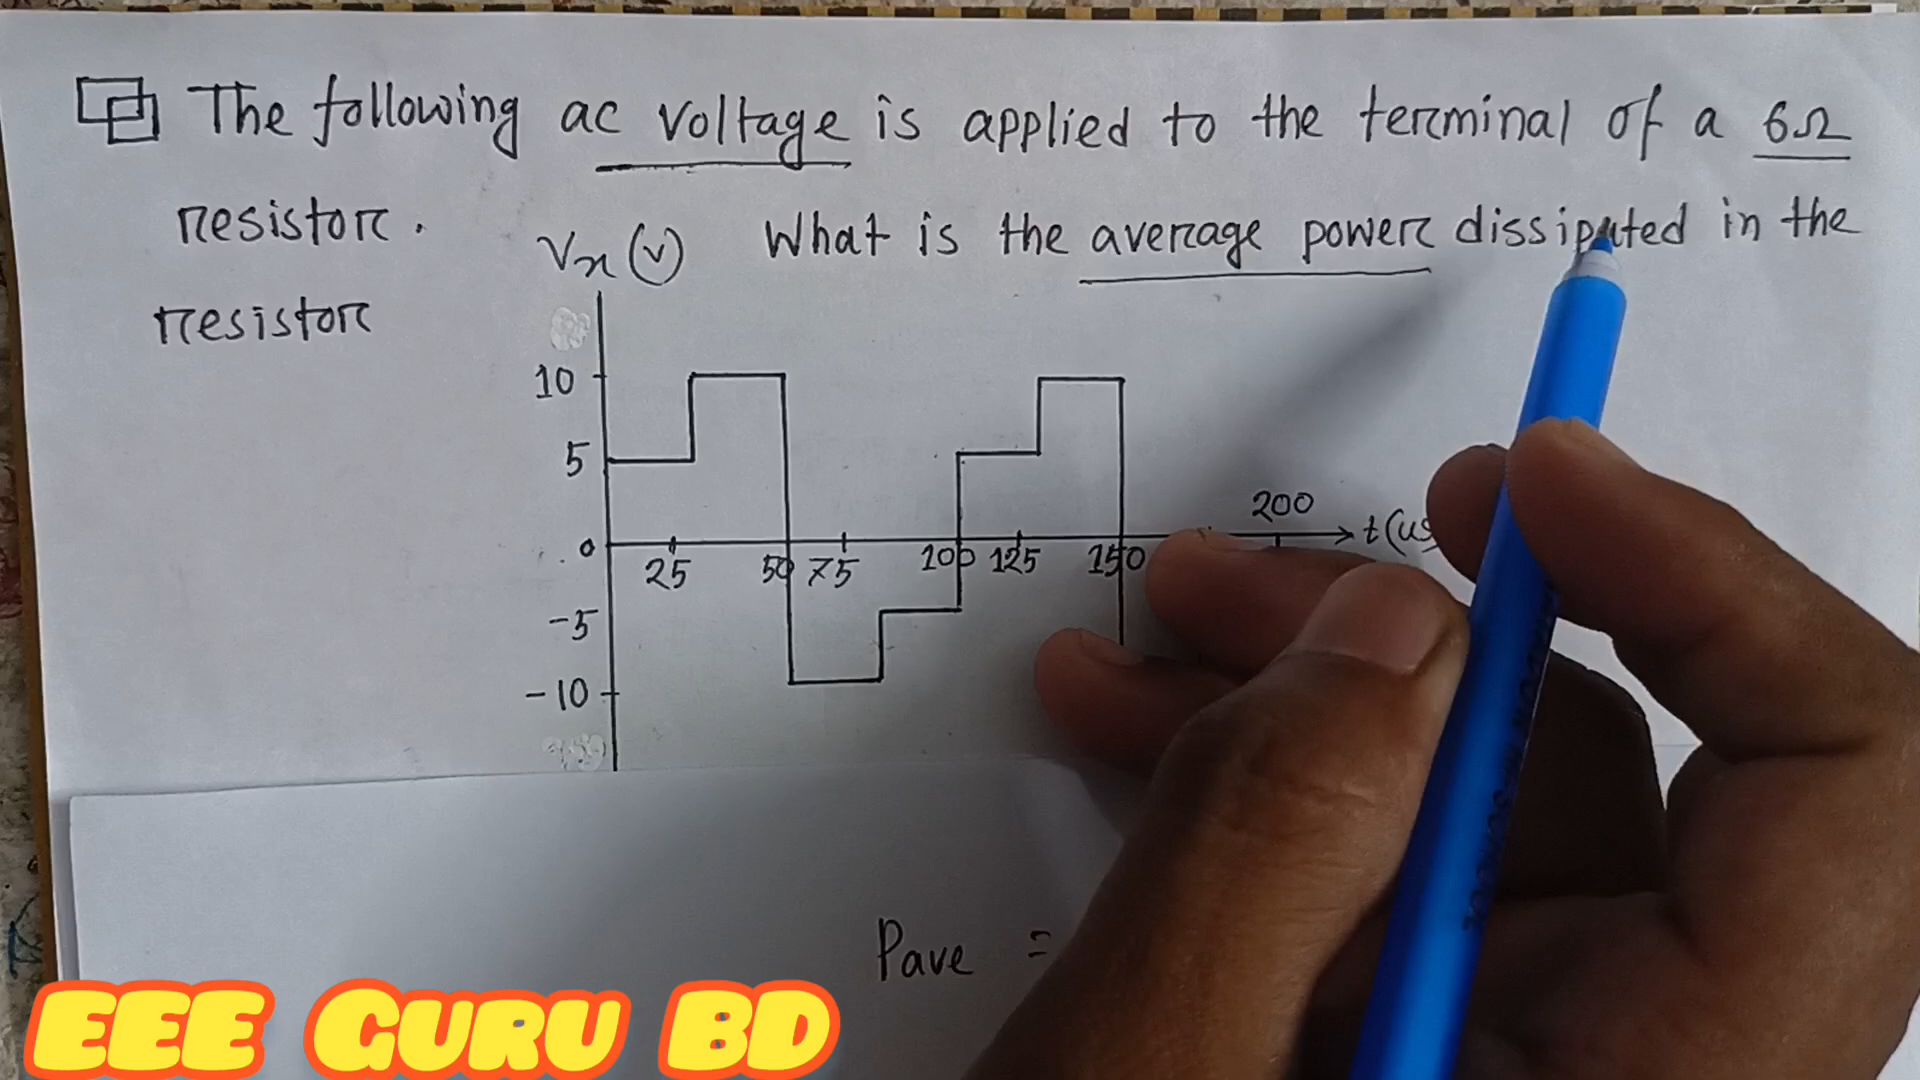 The following ac voltage is applied to the terminal of a 6Ω
resistor. What is the average power dissipated in the
resistor
Vx(v)
10
5
0
-5
-10
25 50 75 100 125 150 200 t(us
Pave =
EEE GURU BD